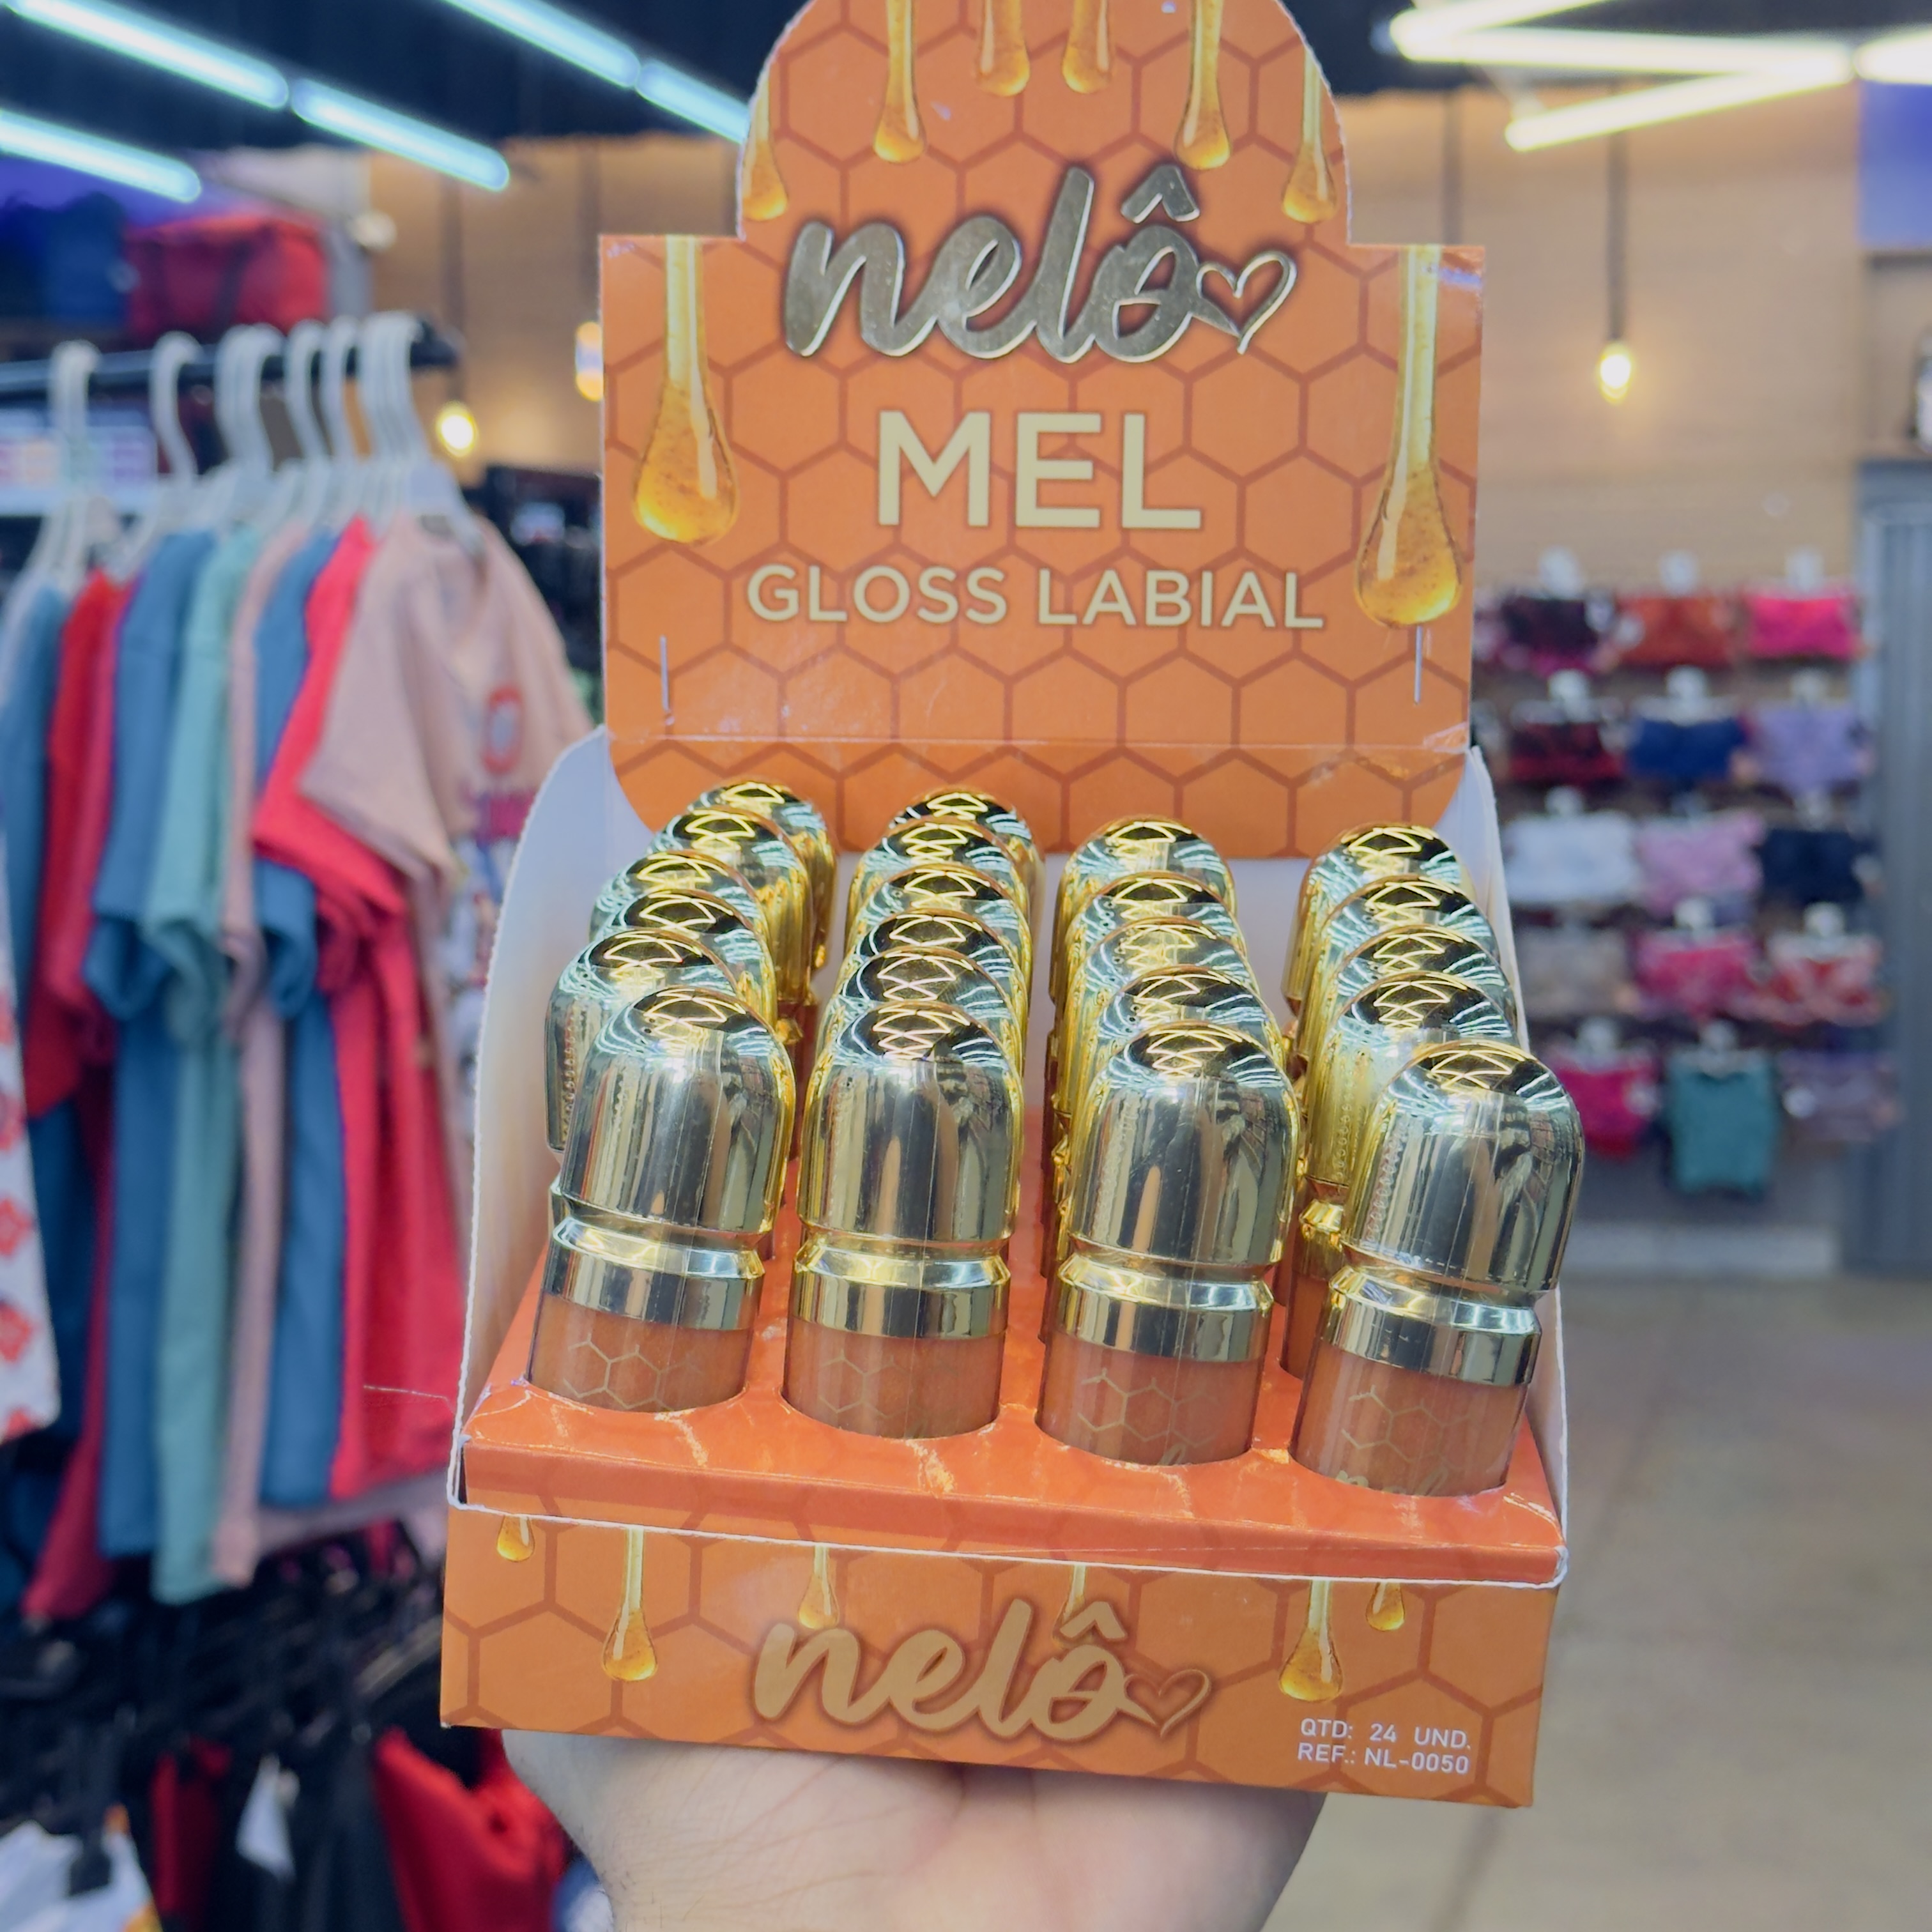 nelô
MEL
GLOSS LABIAL
nelô
QTD: 24 UND.
REF.: NL-0050